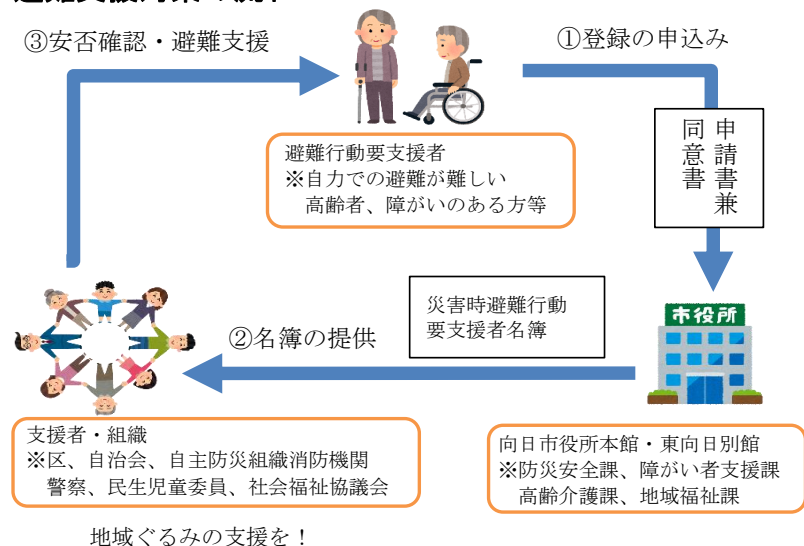 ③安否確認・避難支援
①登録の申込み
申請書兼
同意書
避難行動要支援者
※自力での避難が難しい
高齢者、障がいのある方等
災害時避難行動
要支援者名簿
市役所
②名簿の提供
支援者・組織
※区、自治会、自主防災組織消防機関
警察、民生児童委員、社会福祉協議会
向日市役所本館・東向日別館
※防災安全課、障がい者支援課
高齢介護課、地域福祉課
地域ぐるみの支援を！